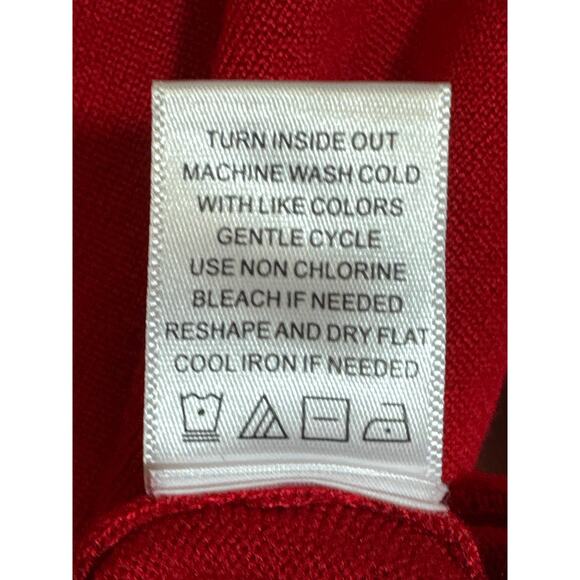 TURN INSIDE OUT
MACHINE WASH COLD
WITH LIKE COLORS
GENTLE CYCLE
USE NON CHLORINE
BLEACH IF NEEDED
RESHAPE AND DRY FLAT
COOL IRON IF NEEDED